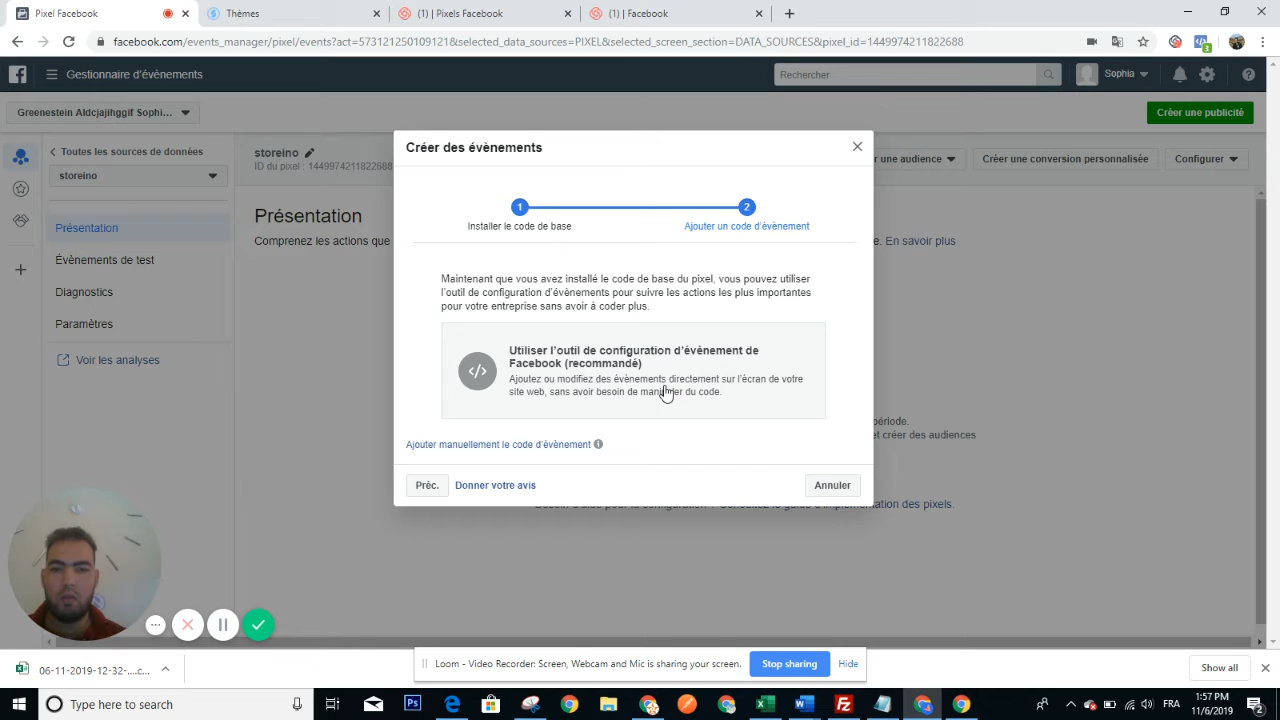 Pixel Facebook
Thèmes
(1) | Pixels Facebook
(1) | Facebook
facebook.com/events_manager/pixel/events?act=573121250109121&selected_data_sources=PIXEL&selected_screen_section=DATA_SOURCES&pixel_id=1449974211822688
3
Gestionnaire d'évènements
Rechercher
Sophia
Greenestein Aldcjajihggif Sophi...
Créer une publicité
Toutes les sources de données
storeino
Présentation
Évènements de test
Diagnostics
Paramètres
Voir les analyses
storeino
ID du pixel : 1449974211822688
r une audience
Créer une conversion personnalisée
Configurer
Présentation
Comprenez les actions que
e. En savoir plus
Créer des évènements
1
2
Installer le code de base
Ajouter un code d'évènement
Maintenant que vous avez installé le code de base du pixel, vous pouvez utiliser
l'outil de configuration d'évènements pour suivre les actions les plus importantes
pour votre entreprise sans avoir à coder plus.
</>
Utiliser l'outil de configuration d'évènement de
Facebook (recommandé)
Ajoutez ou modifiez des évènements directement sur l'écran de votre
site web, sans avoir besoin de manipuler du code.
Ajouter manuellement le code d'évènement
Préc.
Donner votre avis
Annuler
ériode.
et créer des audiences
Besoin d'aide pour la configuration ? Consultez le guide d'implémentation des pixels.
06-11-2019-12-32-....c...
Loom - Video Recorder: Screen, Webcam and Mic is sharing your screen.
Stop sharing
Hide
Show all
Type here to search
FRA
1:57 PM
11/6/2019